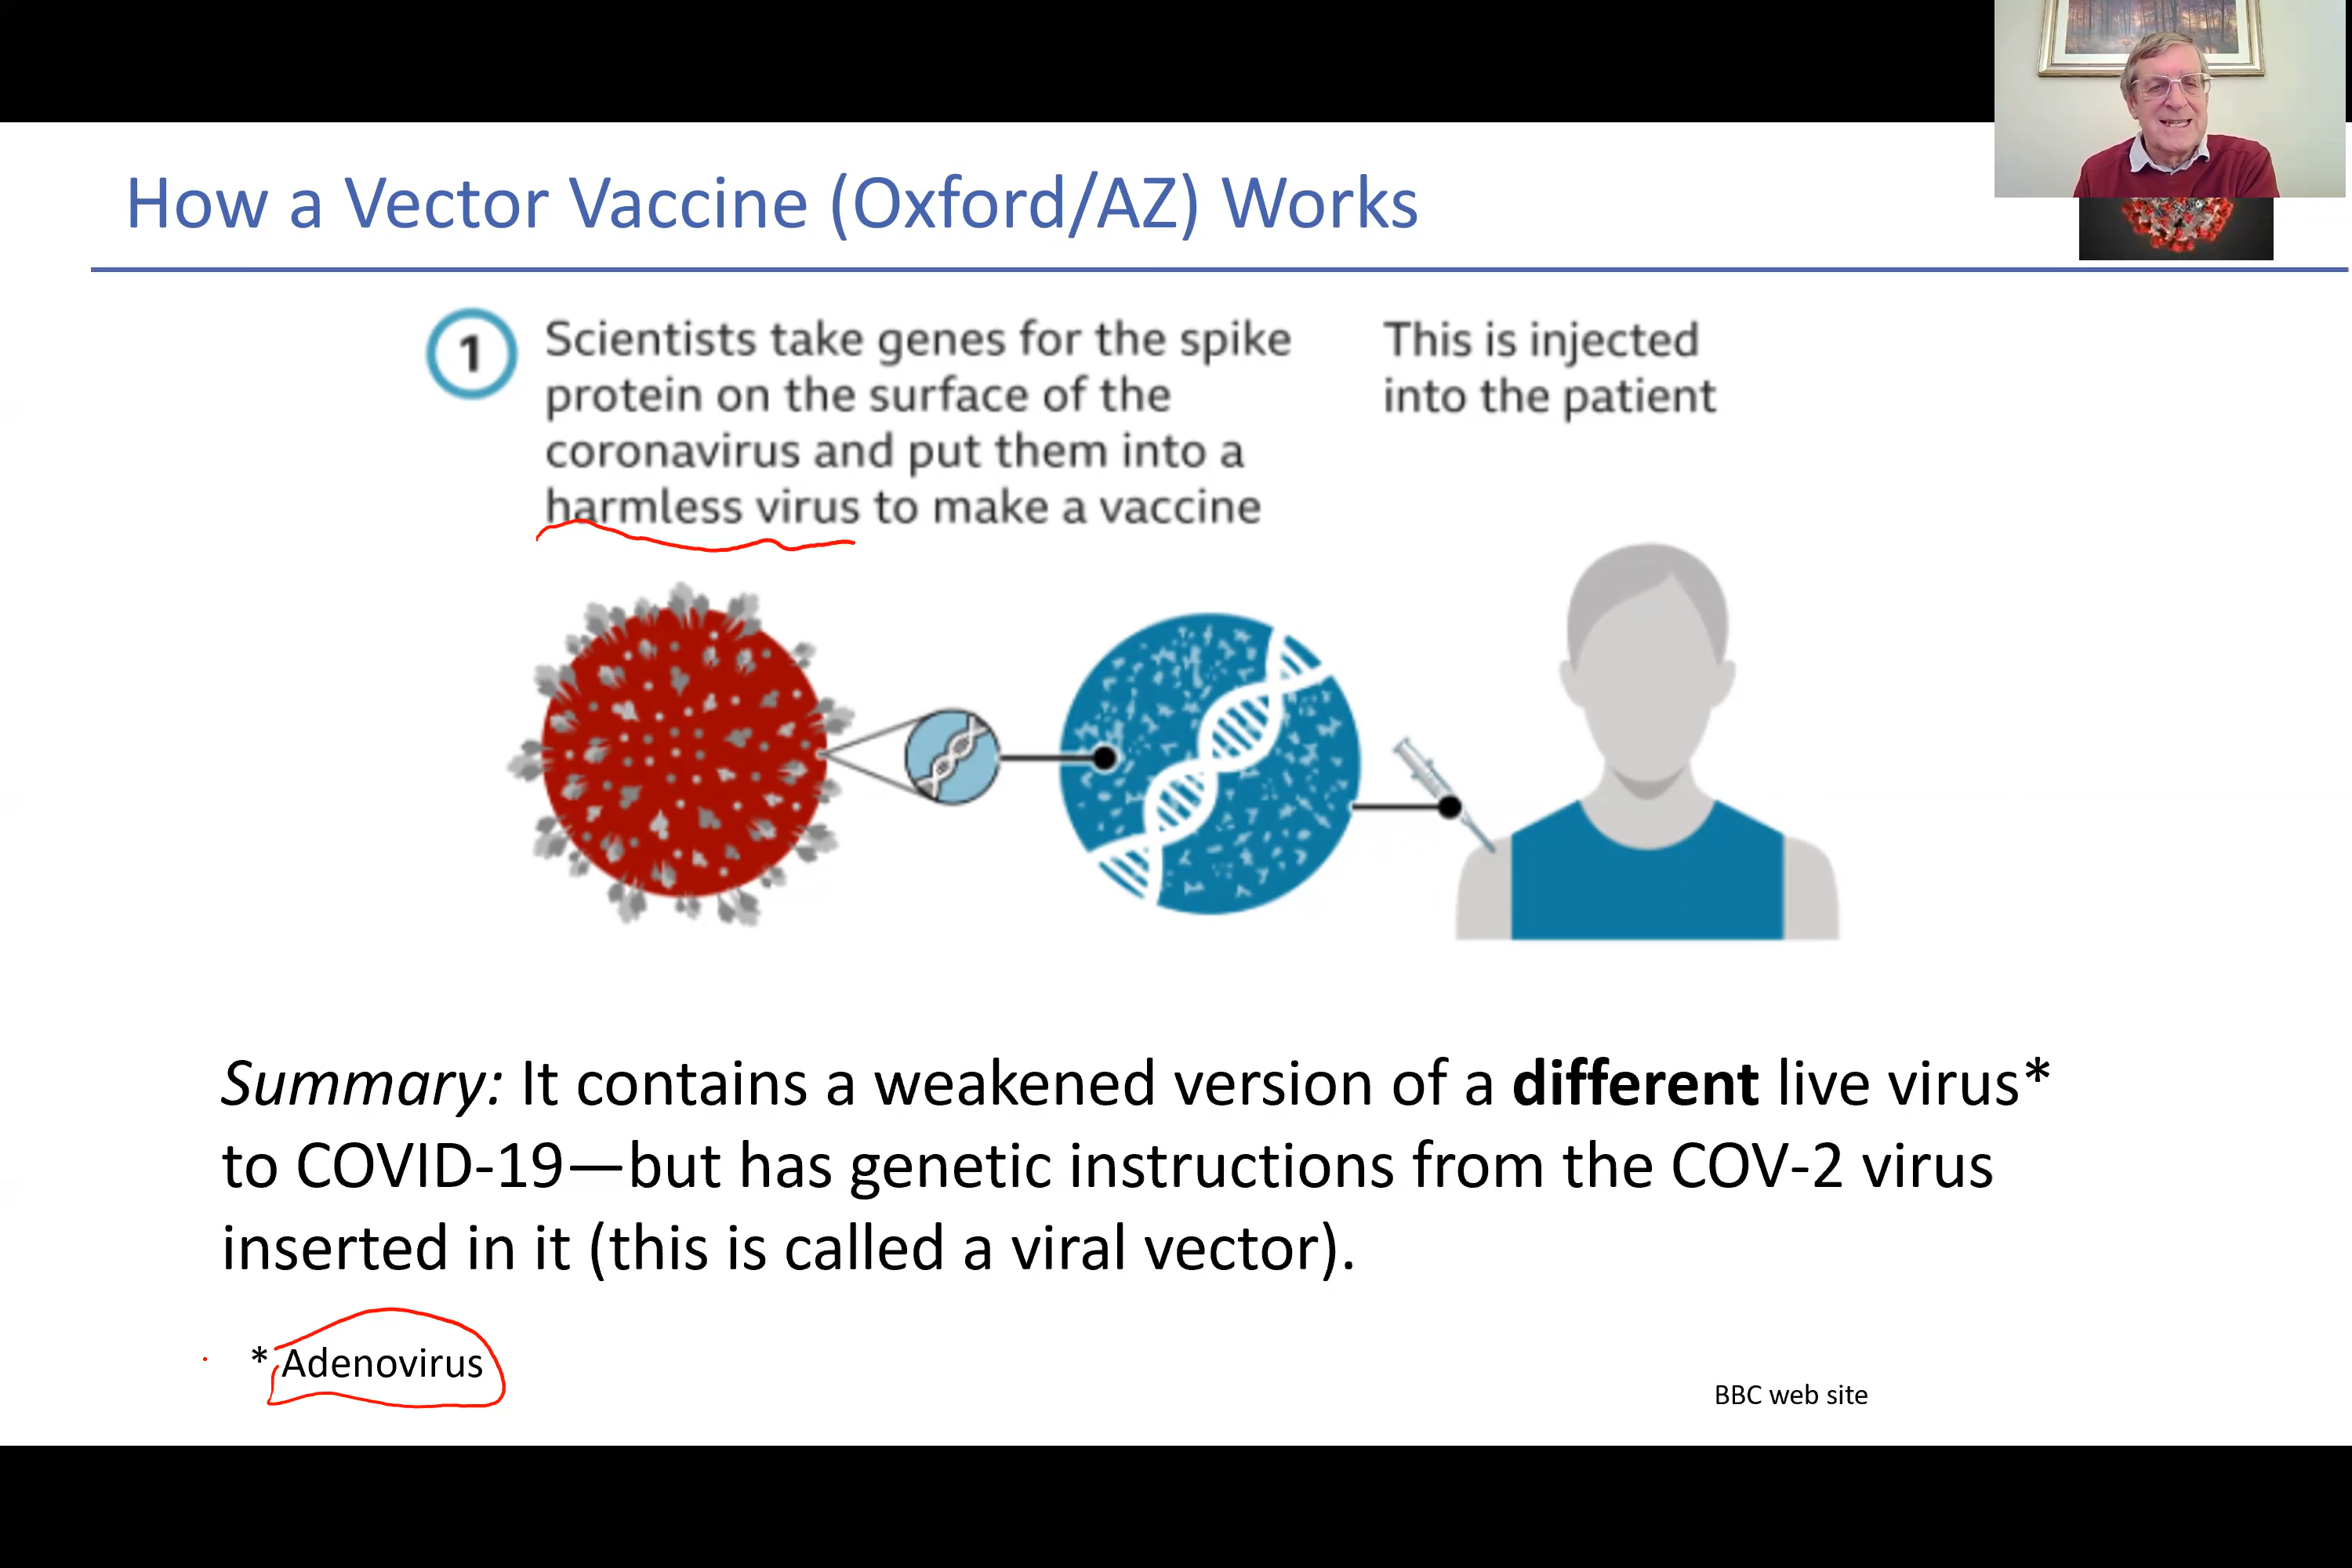 How a Vector Vaccine (Oxford/AZ) Works
1
Scientists take genes for the spike
protein on the surface of the
coronavirus and put them into a
harmless virus to make a vaccine
This is injected
into the patient
Summary: It contains a weakened version of a different live virus*
to COVID-19—but has genetic instructions from the COV-2 virus
inserted in it (this is called a viral vector).
* Adenovirus
BBC web site